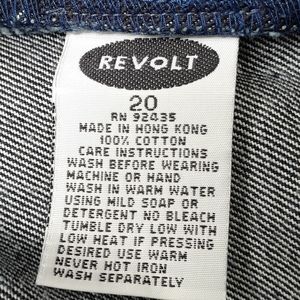 REVOLT
20
RN 92435
MADE IN HONG KONG
100% COTTON
CARE INSTRUCTIONS
WASH BEFORE WEARING
MACHINE OR HAND
WASH IN WARM WATER
USING MILD SOAP OR
DETERGENT NO BLEACH
TUMBLE DRY LOW WITH
LOW HEAT IF PRESSING
DESIRED USE WARM
NEVER HOT IRON
WASH SEPARATELY